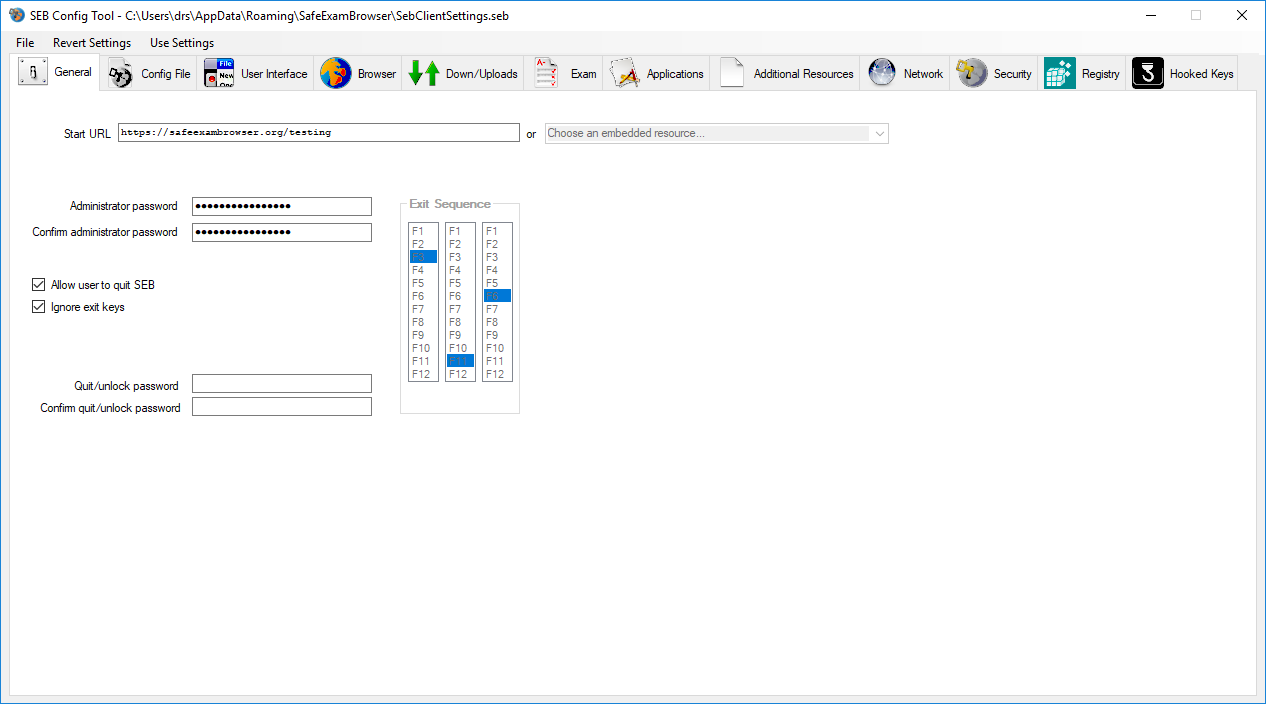 SEB Config Tool - C:\Users\drs\AppData\Roaming\SafeExamBrowser\SebClientSettings.seb
File Revert Settings Use Settings
General Config File File New User Interface Browser Down/Uploads A- Exam Applications Additional Resources Network Security Registry Hooked Keys
Start URL https://safeexambrowser.org/testing or Choose an embedded resource...
Administrator password ●●●●●●●●●●●●●●●●
Confirm administrator password ●●●●●●●●●●●●●●●●
Allow user to quit SEB
Ignore exit keys
Quit/unlock password
Confirm quit/unlock password
Exit Sequence
F1 F1 F1
F2 F2 F2
F3 F3 F3
F4 F4 F4
F5 F5 F5
F6 F6 F6
F7 F7 F7
F8 F8 F8
F9 F9 F9
F10 F10 F10
F11 F11 F11
F12 F12 F12